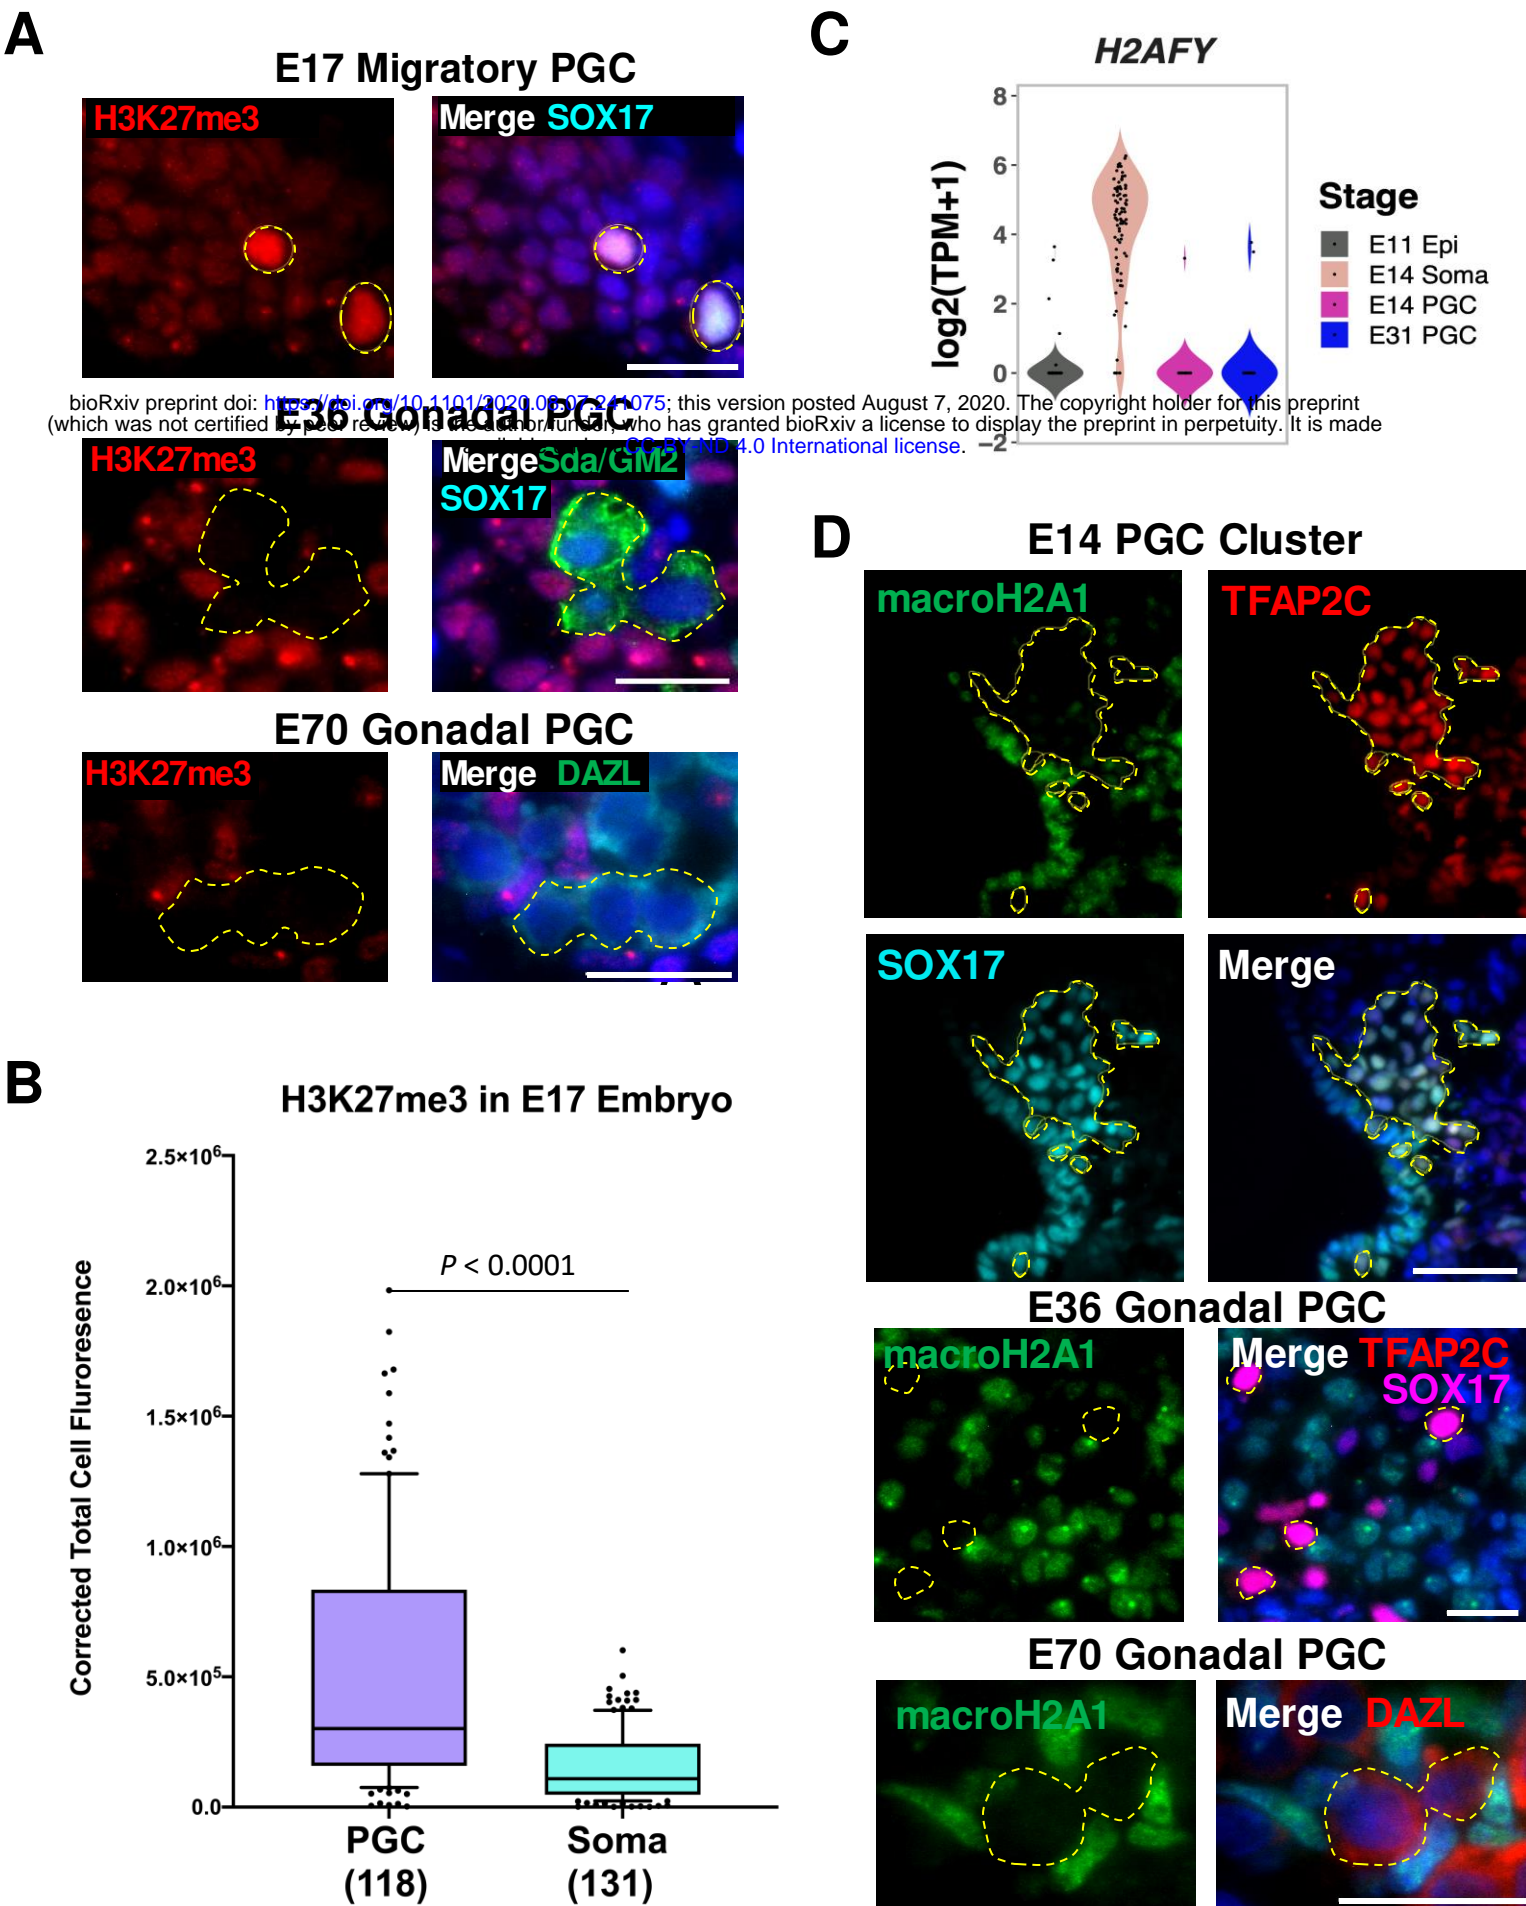 A
E17 Migratory PGC
H3K27me3
Merge SOX17
bioRxiv preprint doi: https://doi.org/10.1101/2020.08.07.241075; this version posted August 7, 2020. The copyright holder for this preprint
(which was not certified by peer review) is the author/funder, who has granted bioRxiv a license to display the preprint in perpetuity. It is made
CC-BY-ND 4.0 International license.
E36 Gonadal PGC
H3K27me3
Merge Sda/GM2
SOX17
E70 Gonadal PGC
H3K27me3
Merge DAZL
B
H3K27me3 in E17 Embryo
Corrected Total Cell Fluroresence
2.5×10⁶
2.0×10⁶
1.5×10⁶
1.0×10⁶
5.0×10⁵
0.0
P < 0.0001
PGC
(118)
Soma
(131)
C
H2AFY
log2(TPM+1)
8
6
4
2
0
−2
Stage
E11 Epi
E14 Soma
E14 PGC
E31 PGC
D
E14 PGC Cluster
macroH2A1
TFAP2C
SOX17
Merge
E36 Gonadal PGC
macroH2A1
Merge TFAP2C
SOX17
E70 Gonadal PGC
macroH2A1
Merge DAZL